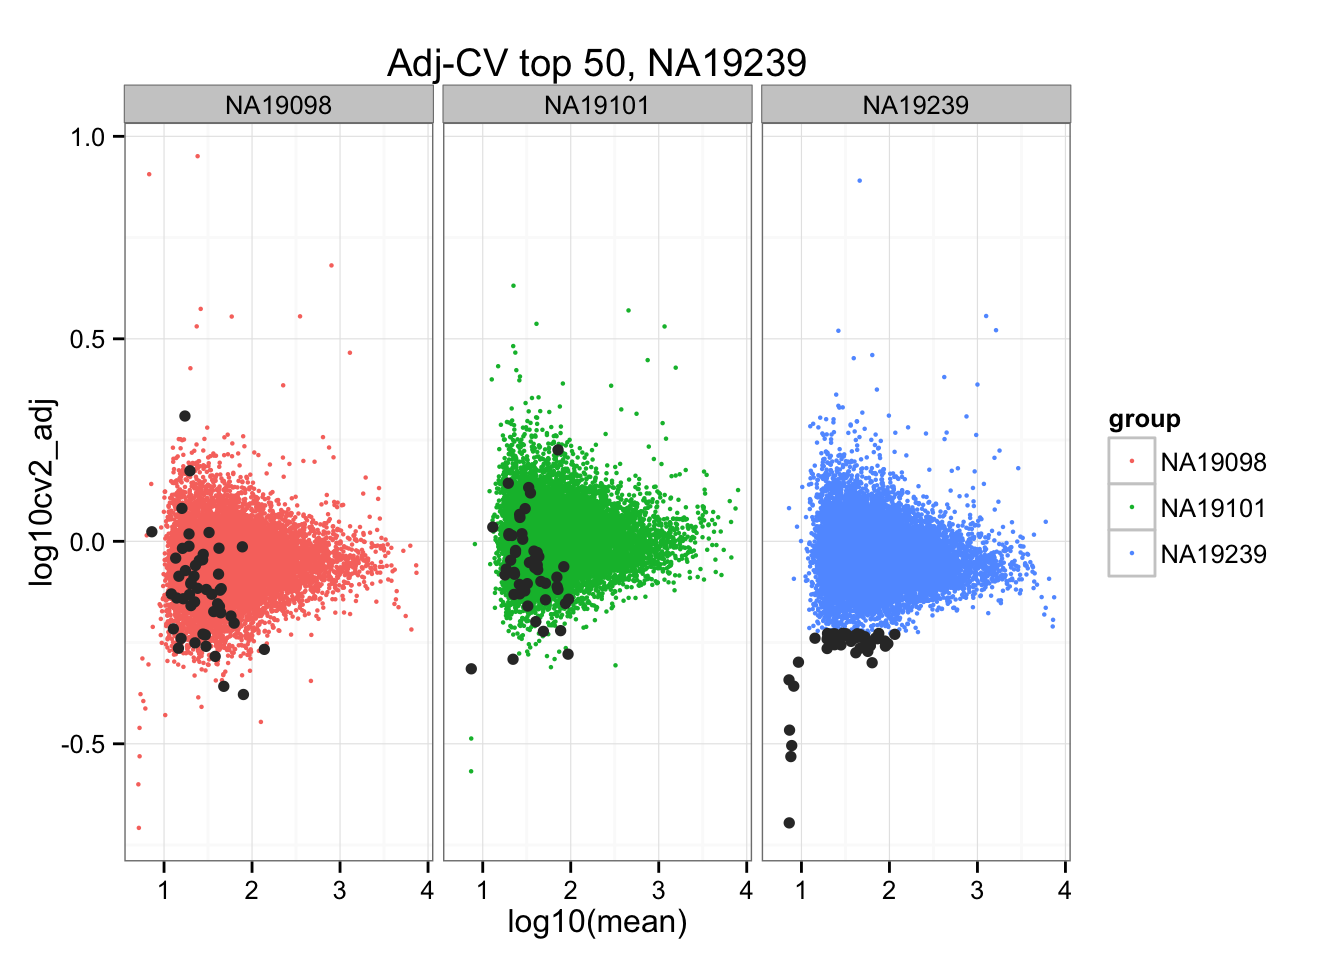 Adj-CV top 50, NA19239
NA19098 NA19101 NA19239
1.0
0.5
0.0
-0.5
log10cv2_adj
1 2 3 4 1 2 3 4 1 2 3 4
log10(mean)
group
NA19098
NA19101
NA19239